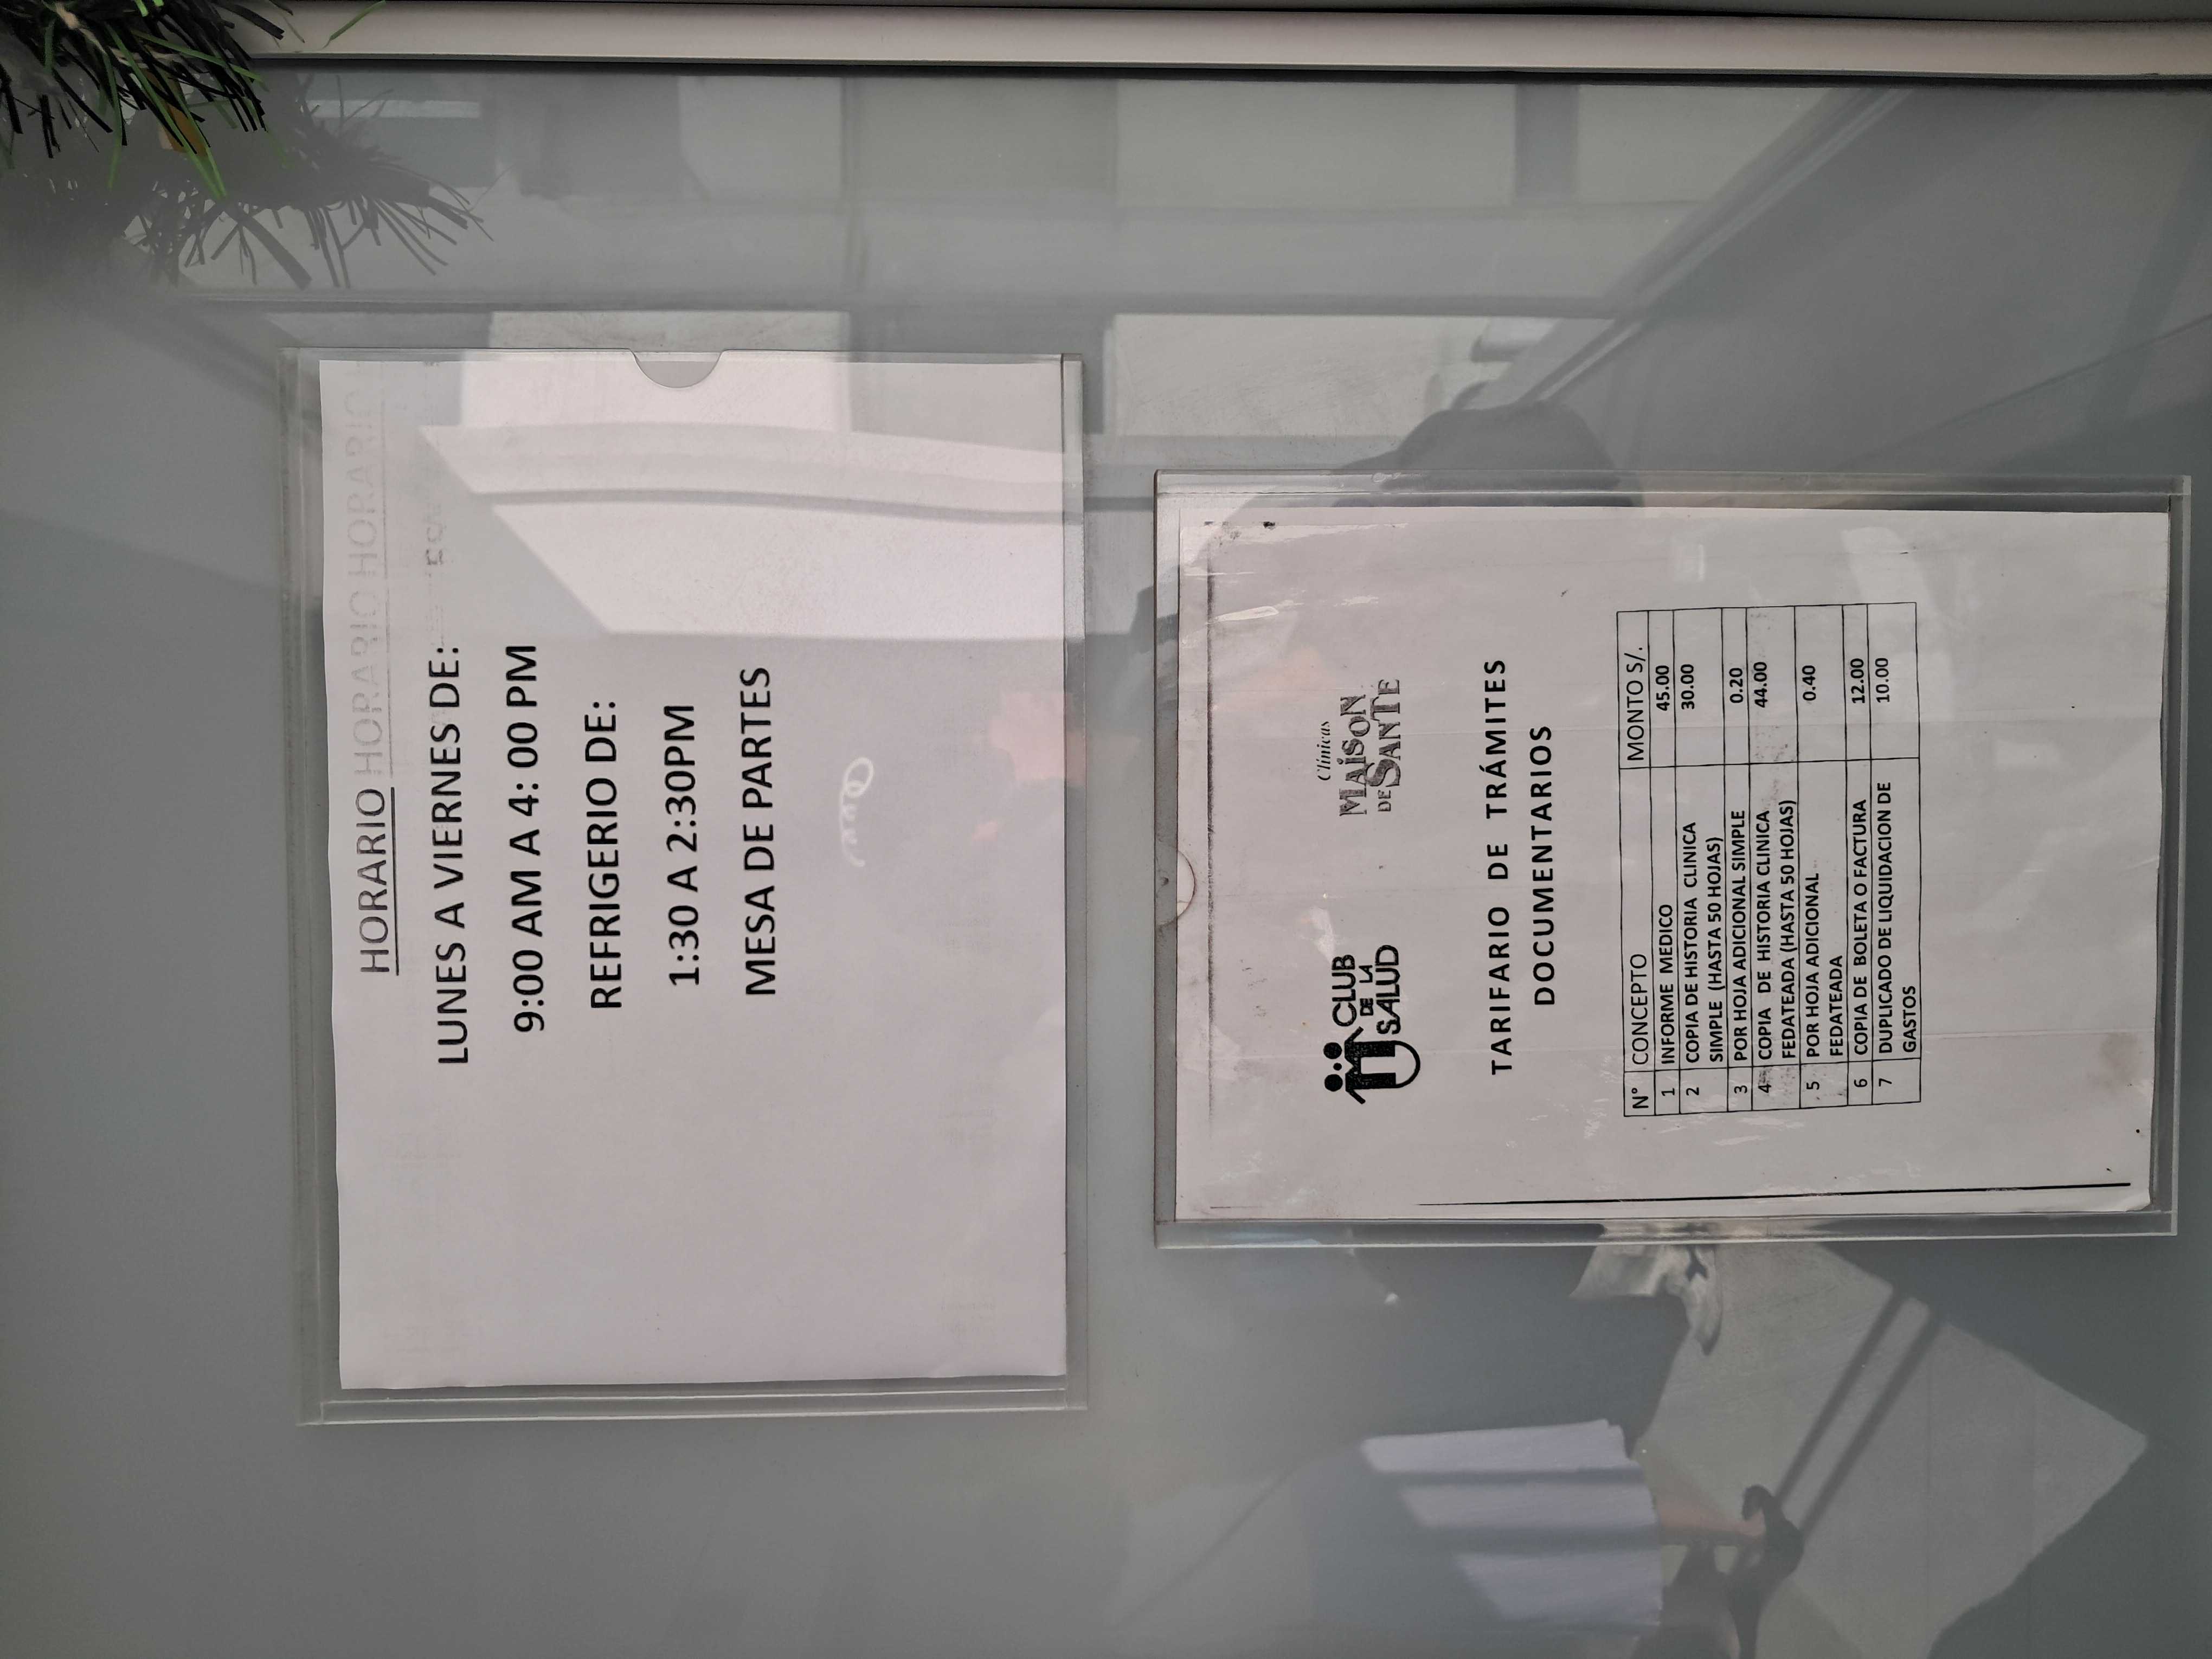 HORARIO HORARIO HORARIO
LUNES A VIERNES DE:
9:00 AM A 4: 00 PM
REFRIGERIO DE:
1:30 A 2:30PM
MESA DE PARTES
CLUB
DE LA
SALUD
Clínicas
MAÍSON
DE SANTE
TARIFARIO DE TRÁMITES
DOCUMENTARIOS
N° CONCEPTO MONTO S/.
1 INFORME MEDICO 45.00
2 COPIA DE HISTORIA CLINICA 30.00
SIMPLE (HASTA 50 HOJAS)
3 POR HOJA ADICIONAL SIMPLE 0.20
4 COPIA DE HISTORIA CLINICA 44.00
FEDATEADA (HASTA 50 HOJAS)
5 POR HOJA ADICIONAL 0.40
FEDATEADA
6 COPIA DE BOLETA O FACTURA 12.00
7 DUPLICADO DE LIQUIDACION DE 10.00
GASTOS